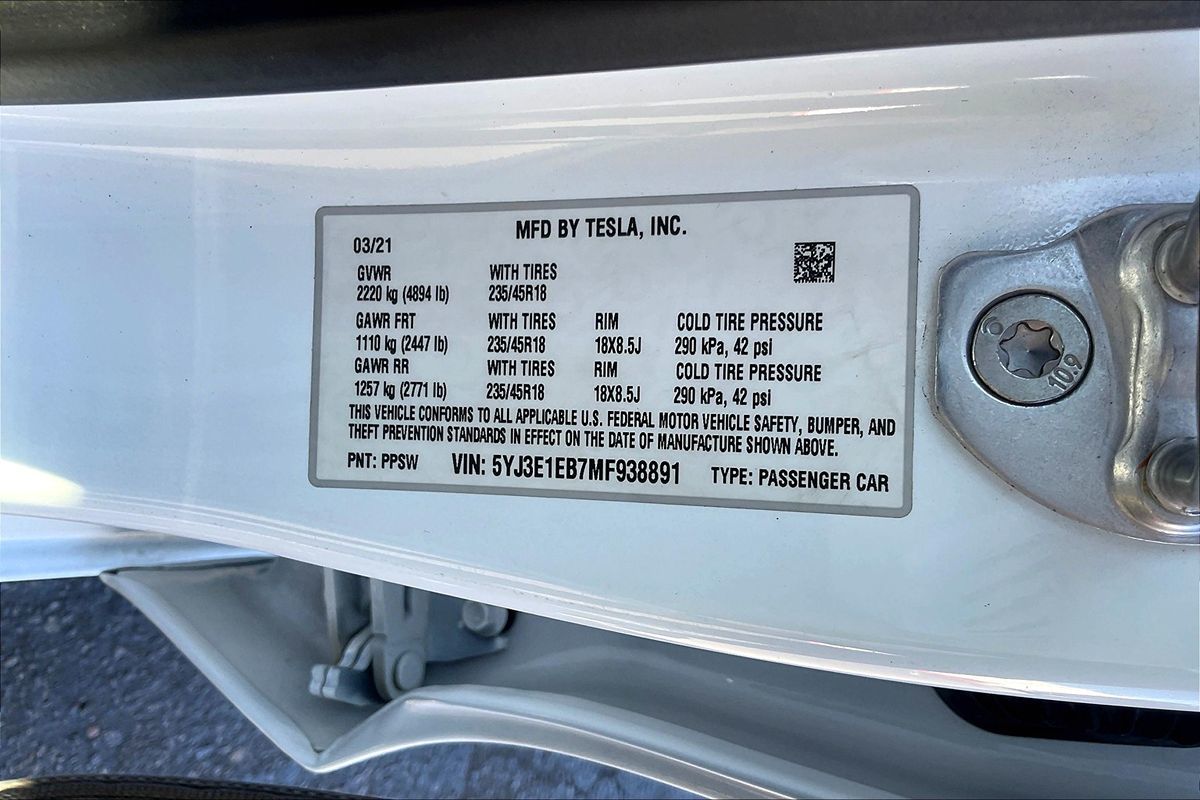 MFD BY TESLA, INC.
03/21
GVWR WITH TIRES
2220 kg (4894 lb) 235/45R18
GAWR FRT WITH TIRES RIM COLD TIRE PRESSURE
1110 kg (2447 lb) 235/45R18 18X8.5J 290 kPa, 42 psi
GAWR RR WITH TIRES RIM COLD TIRE PRESSURE
1257 kg (2771 lb) 235/45R18 18X8.5J 290 kPa, 42 psi
THIS VEHICLE CONFORMS TO ALL APPLICABLE U.S. FEDERAL MOTOR VEHICLE SAFETY, BUMPER, AND
THEFT PREVENTION STANDARDS IN EFFECT ON THE DATE OF MANUFACTURE SHOWN ABOVE.
PNT: PPSW VIN: 5YJ3E1EB7MF938891 TYPE: PASSENGER CAR
10.9